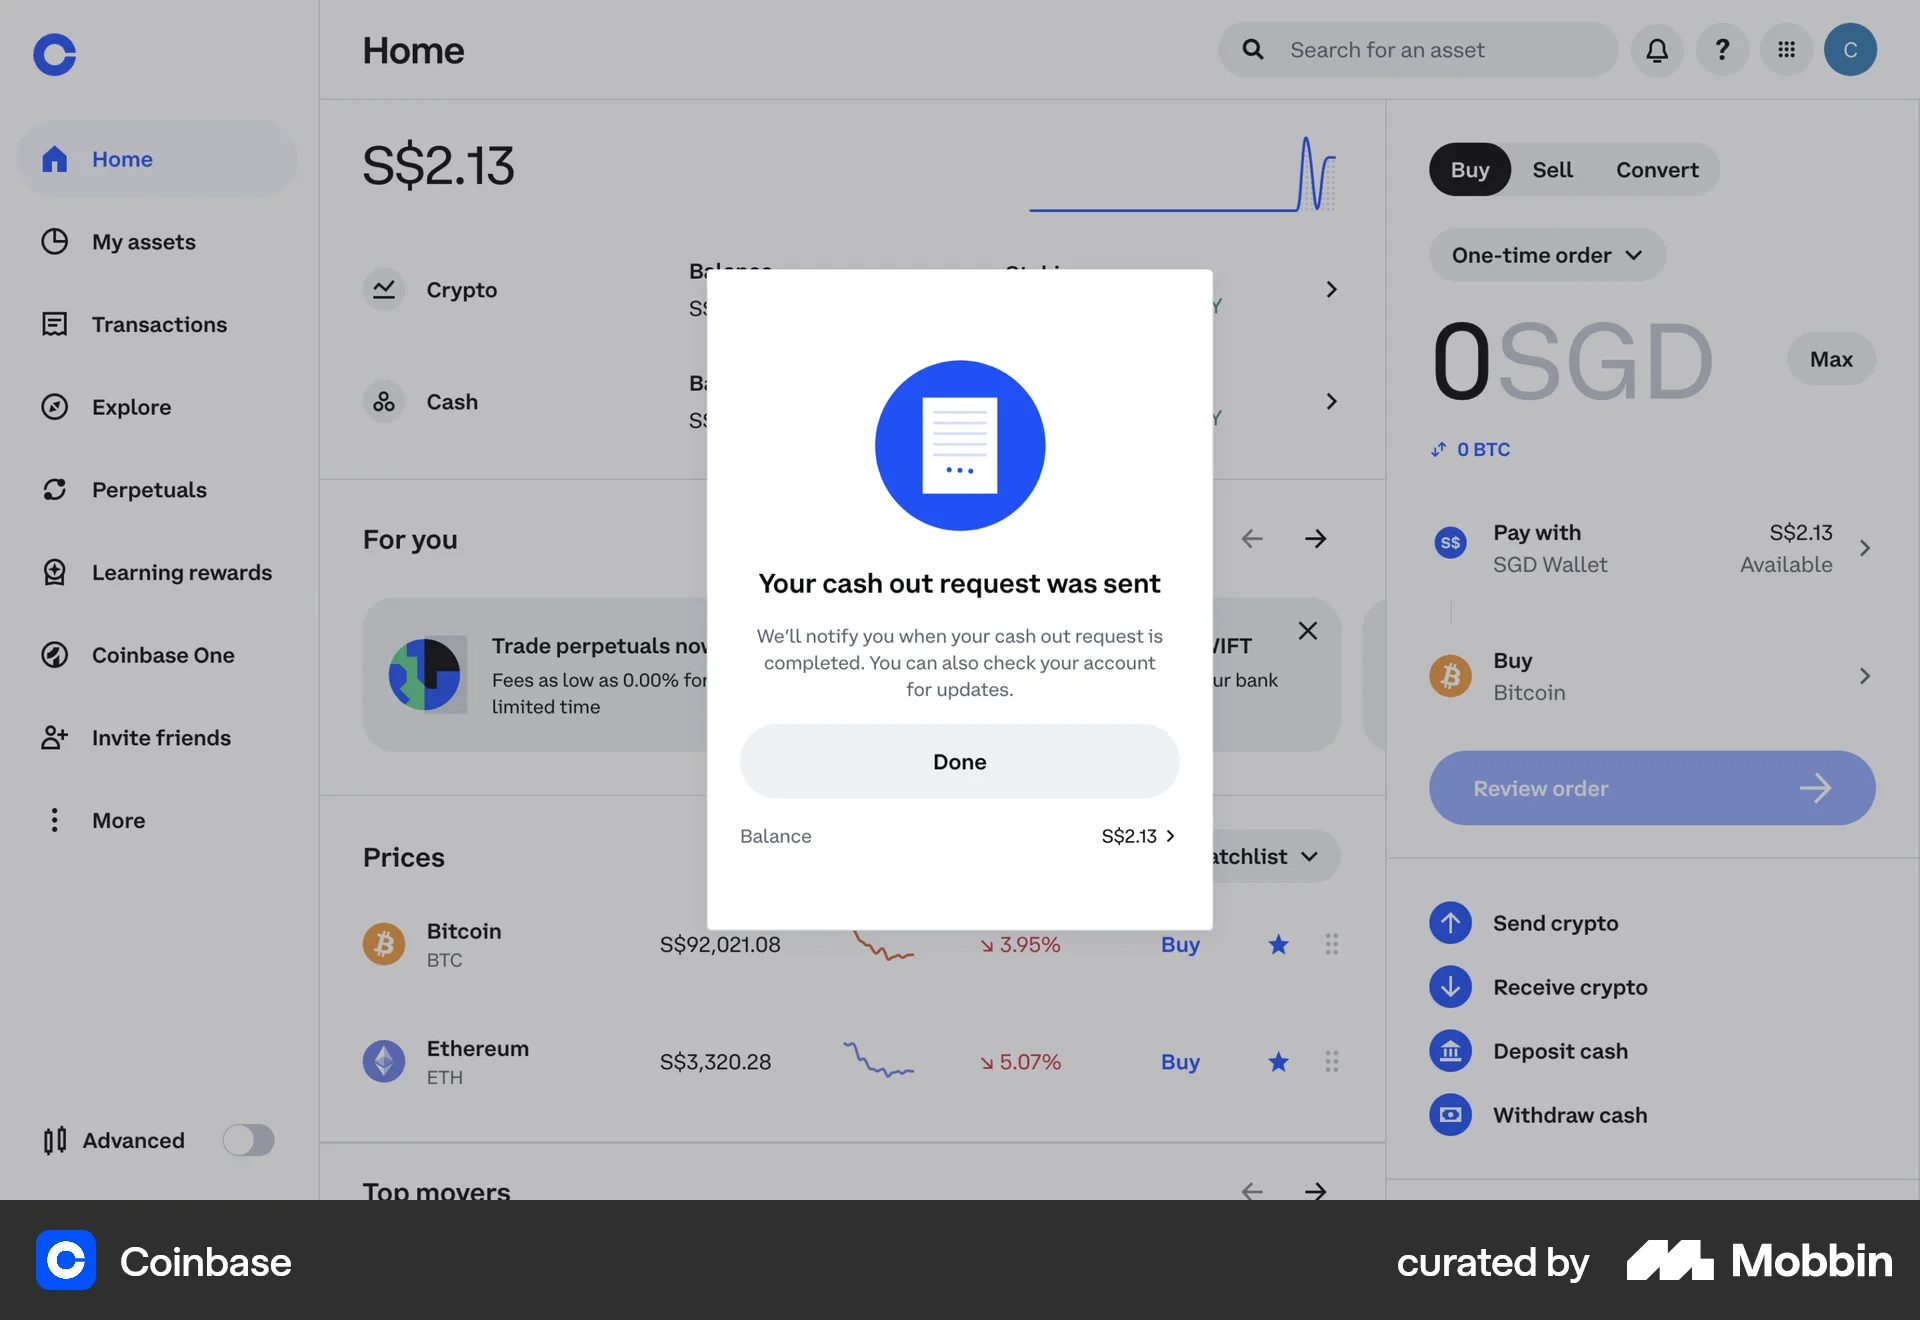 Home
Search for an asset
C
Home
My assets
Transactions
Explore
Perpetuals
Learning rewards
Coinbase One
Invite friends
More
Advanced
S$2.13
Crypto
Cash
For you
Trade perpetuals
Fees as low as 0.00% for
limited time
bank
Your cash out request was sent
We'll notify you when your cash out request is
completed. You can also check your account
for updates.
Done
Balance
S$2.13
Prices
Bitcoin
BTC
S$92,021.08
3.95%
Buy
Ethereum
ETH
S$3,320.28
5.07%
Buy
Top movers
Buy
Sell
Convert
One-time order
0SGD
Max
0 BTC
S$
Pay with
SGD Wallet
S$2.13
Available
Buy
Bitcoin
Review order
Send crypto
Receive crypto
Deposit cash
Withdraw cash
Coinbase
curated by
Mobbin